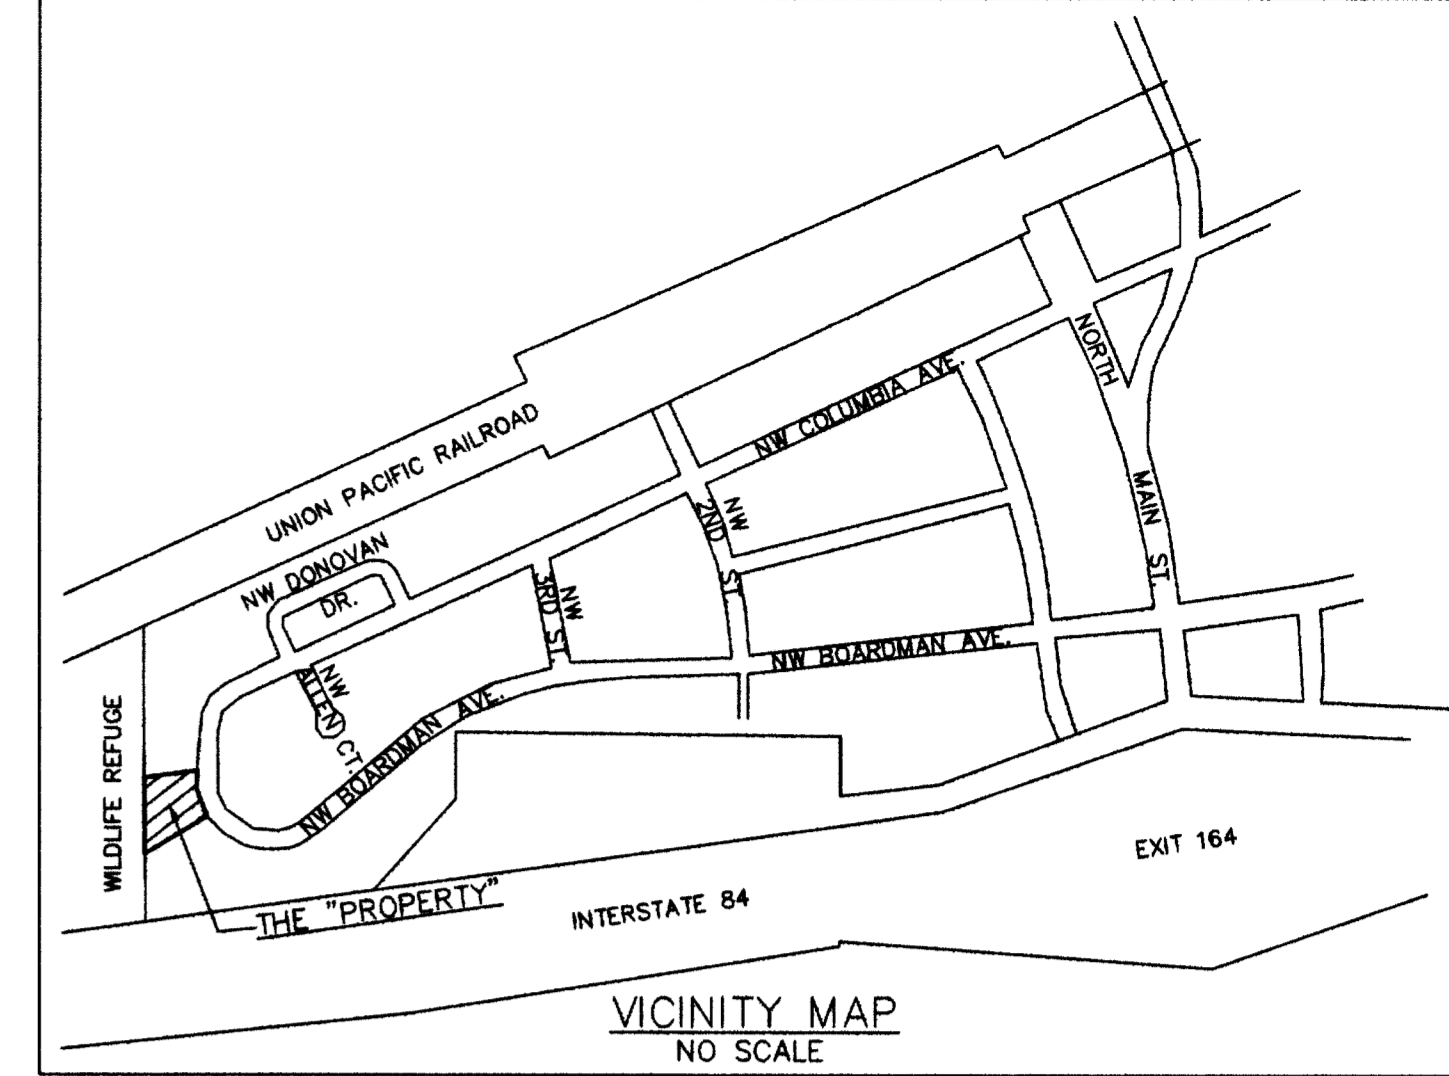 NORTH
NW COLUMBIA AVE.
UNION PACIFIC RAILROAD
MAIN ST.
NW
2ND ST.
NW DONOVAN
DR.
NW
3RD ST.
NW BOARDMAN AVE.
NW
ALLEN CT.
NW BOARDMAN AVE.
WILDLIFE REFUGE
EXIT 164
THE "PROPERTY"
INTERSTATE 84
VICINITY MAP
NO SCALE